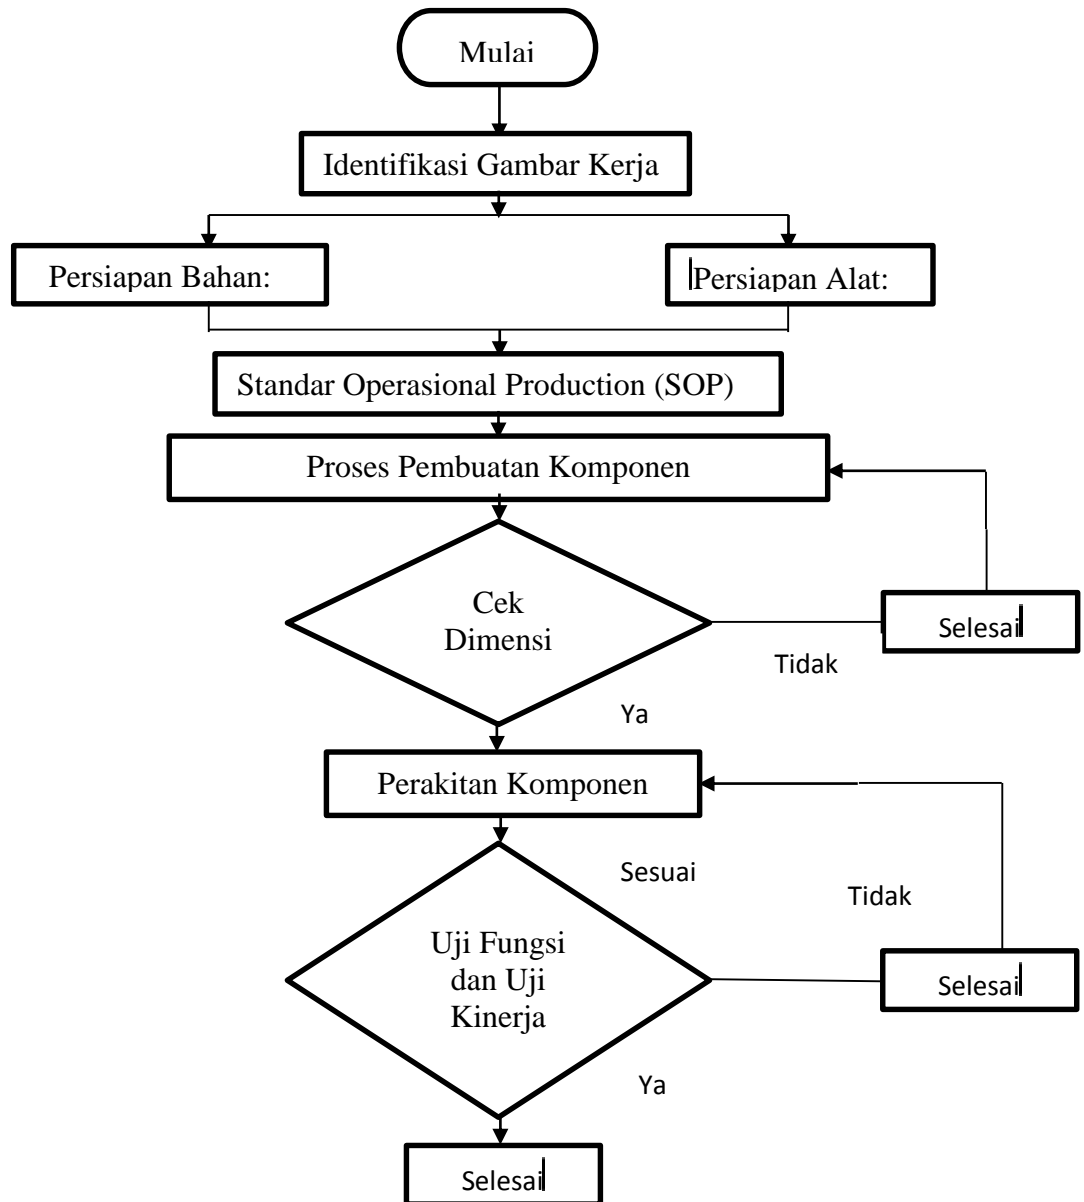 Mulai
Identifikasi Gambar Kerja
Persiapan Bahan:
Persiapan Alat:
Standar Operasional Production (SOP)
Proses Pembuatan Komponen
Cek
Dimensi
Selesai
Tidak
Ya
Perakitan Komponen
Sesuai
Tidak
Uji Fungsi
dan Uji
Kinerja
Selesai
Ya
Selesai